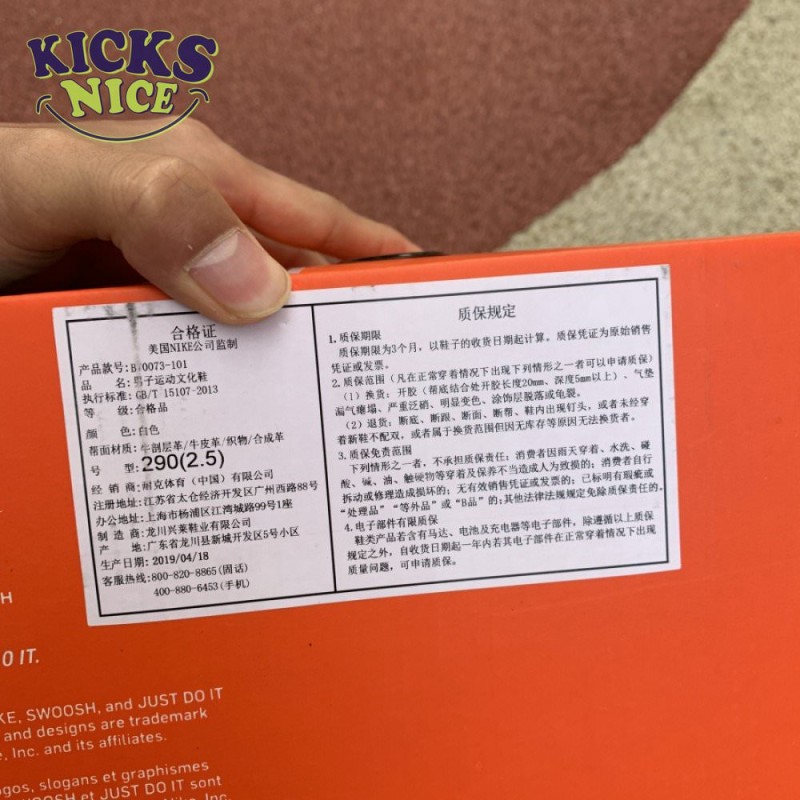 KICKS
NICE
合格证
美国NIKE公司监制
产品款号:
品 名: 男子运动文化鞋
执行标准: GB/T 15107-2013
等 级: 合格品
颜 色: 白色
帮面材质: 牛剖层革/牛皮革/织物/合成革
号 型: 290(2.5)
经 销 商: 耐克体育（中国）有限公司
注册地址: 江苏省太仓经济开发区广州西路88号
办公地址: 上海市杨浦区江湾城路99号1座
制 造 商: 龙川兴莱鞋业有限公司
产 地: 广东省龙川县新城开发区5号小区
生产日期: 2019/04/18
客服热线: 800-820-8865(固话)
400-880-6453(手机)
质保规定
1.质保期限
质保期限为3个月，以鞋子的收货日期起计算。质保凭证为原始销售
凭证或发票。
2.质保范围（凡在正常穿着情况下出现下列情形之一者可以申请质保）
（1）换货：开胶（帮底结合处开胶长度20mm、深度5mm以上）、气垫
漏气瘪塌、严重泛硝、明显变色、涂饰层脱落或龟裂。
（2）退货：断底、断跟、断面、断帮、鞋内出现钉头，或者未经穿
着新鞋不配双，或者属于换货范围但因无库存等原因无法换货者。
3.质保免责范围
下列情形之一者，不承担质保责任：消费者因雨天穿着、水洗、碰
酸、碱、油、触硬物等穿着及保养不当造成人为致损的；消费者自行
拆动或修理造成损坏的；无有效销售凭证或发票的；已标明有瑕疵或
“处理品”“等外品”或“B品”的；其他法律法规规定免除质保责任的。
4.电子部件有限质保
鞋类产品若含有马达、电池及充电器等电子部件，除遵循以上质保
规定之外，自收货日期起一年内若其电子部件在正常穿着情况下出现
质量问题，可申请质保。
H
O IT.
KE, SWOOSH, and JUST DO IT
and designs are trademark
, Inc. and its affiliates.
ogos, slogans et graphismes
OOSH et JUST DO IT sont